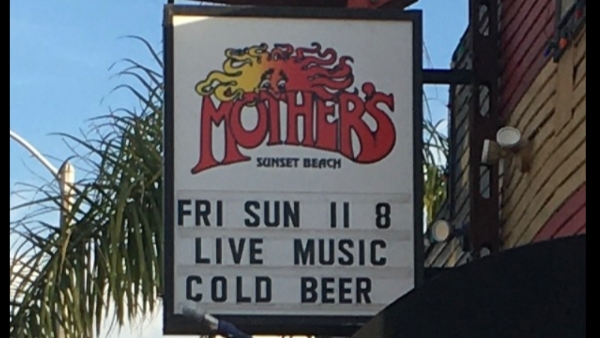 MOTHER'S
SUNSET BEACH
FRI SUN 11 8
LIVE MUSIC
COLD BEER